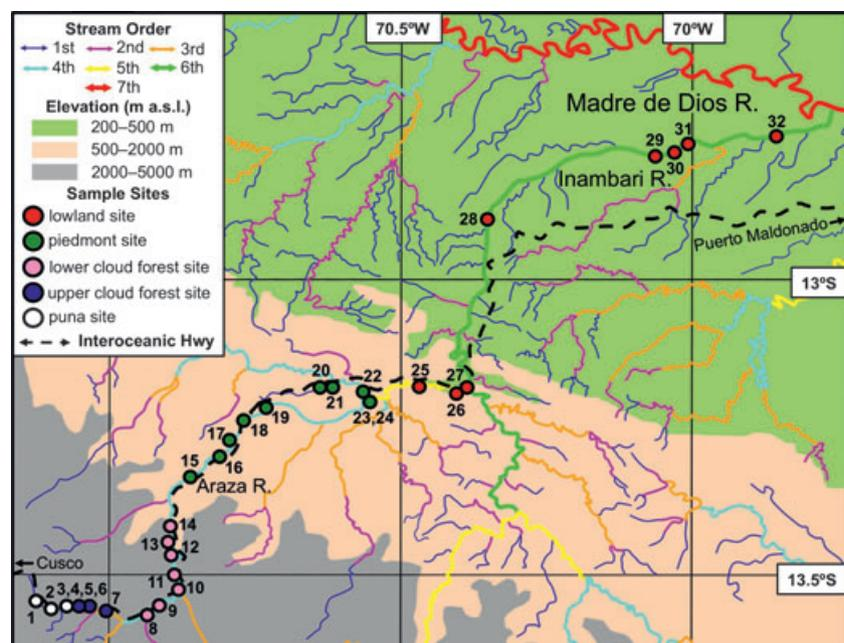 Stream Order
1st 2nd 3rd
4th 5th 6th
7th
Elevation (m a.s.l.)
200–500 m
500–2000 m
2000–5000 m
Sample Sites
lowland site
piedmont site
lower cloud forest site
upper cloud forest site
puna site
Interoceanic Hwy
70.5ºW
70ºW
Madre de Dios R.
32
31
29
30
Inambari R.
28
Puerto Maldonado
13ºS
20
21
22
25
27
26
23,24
19
18
17
16
15
Araza R.
14
13
12
11
10
Cusco
13.5ºS
1
2
3,4,5,6
7
8
9